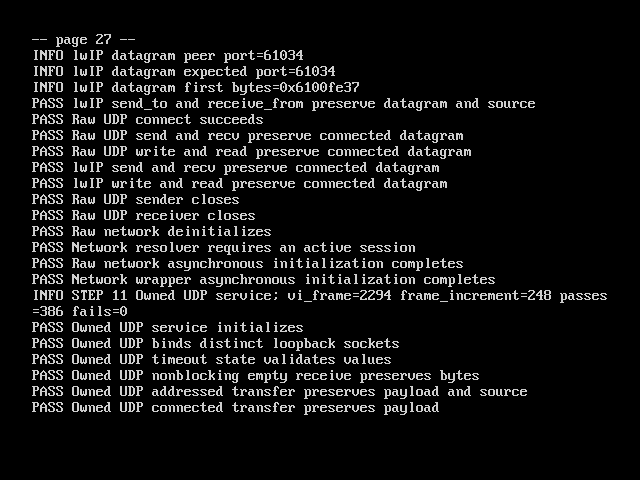 -- page 27 --
INFO lwIP datagram peer port=61034
INFO lwIP datagram expected port=61034
INFO lwIP datagram first bytes=0x6100fe37
PASS lwIP send_to and receive_from preserve datagram and source
PASS Raw UDP connect succeeds
PASS Raw UDP send and recv preserve connected datagram
PASS Raw UDP write and read preserve connected datagram
PASS lwIP send and recv preserve connected datagram
PASS lwIP write and read preserve connected datagram
PASS Raw UDP sender closes
PASS Raw UDP receiver closes
PASS Raw network deinitializes
PASS Network resolver requires an active session
PASS Raw network asynchronous initialization completes
PASS Network wrapper asynchronous initialization completes
INFO STEP 11 Owned UDP service; vi_frame=2294 frame_increment=248 passes
=386 fails=0
PASS Owned UDP service initializes
PASS Owned UDP binds distinct loopback sockets
PASS Owned UDP timeout state validates values
PASS Owned UDP nonblocking empty receive preserves bytes
PASS Owned UDP addressed transfer preserves payload and source
PASS Owned UDP connected transfer preserves payload